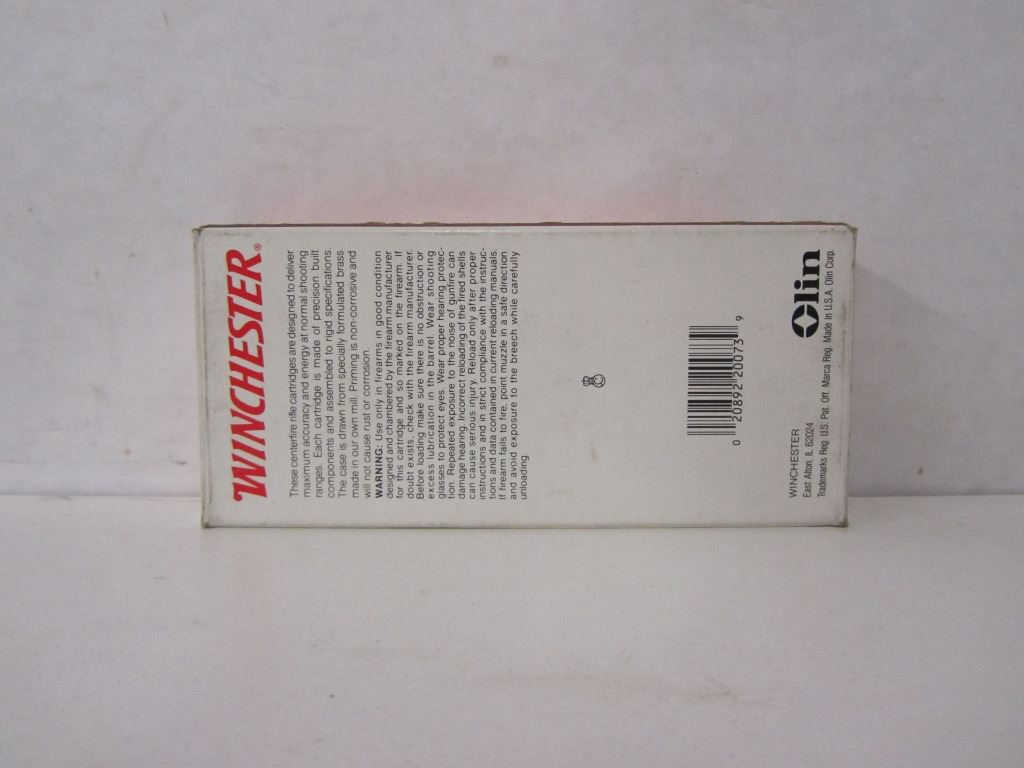 WINCHESTER®
These centerfire rifle cartridges are designed to deliver
maximum accuracy and energy at normal shooting
ranges. Each cartridge is made of precision built
components and assembled to rigid specifications.
The case is drawn from specially formulated brass
made in our own mill. Priming is non-corrosive and
will not cause rust or corrosion.
WARNING: Use only in firearms in good condition
designed and chambered by the firearm manufacturer
for this cartridge and so marked on the firearm. If
doubt exists, check with the firearm manufacturer.
Before loading make sure there is no obstruction or
excess lubrication in the barrel. Wear shooting
glasses to protect eyes. Wear proper hearing protec-
tion. Repeated exposure to the noise of gunfire can
damage hearing. Incorrect reloading of the fired shells
can cause serious injury. Reload only after proper
instructions and in strict compliance with the instruc-
tions and data contained in current reloading manuals.
If firearm fails to fire, point muzzle in a safe direction
and avoid exposure to the breech while carefully
unloading.
0 20892 20073 9
WINCHESTER
East Alton, IL 62024
Olin
Trademarks Reg. U.S. Pat. Off. Marca Reg. Made in U.S.A. Olin Corp.